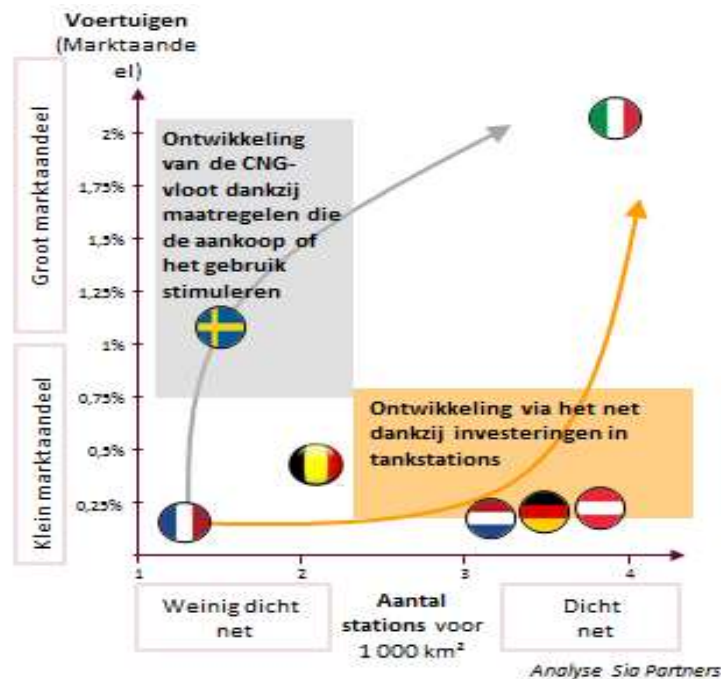 Voertuigen
(Marktaande
el)
Groot marktaandeel
Klein marktaandeel
2%
1,75%
1,5%
1,25%
1%
0,75%
0,5%
0,25%
Ontwikkeling
van de CNG-
vloot dankzij
maatregelen die
de aankoop of
het gebruik
stimuleren
Ontwikkeling via het net
dankzij investeringen in
tankstations
1
2
3
4
Weinig dicht
net
Aantal
stations voor
1 000 km²
Dicht
net
Analyse Sia Partners